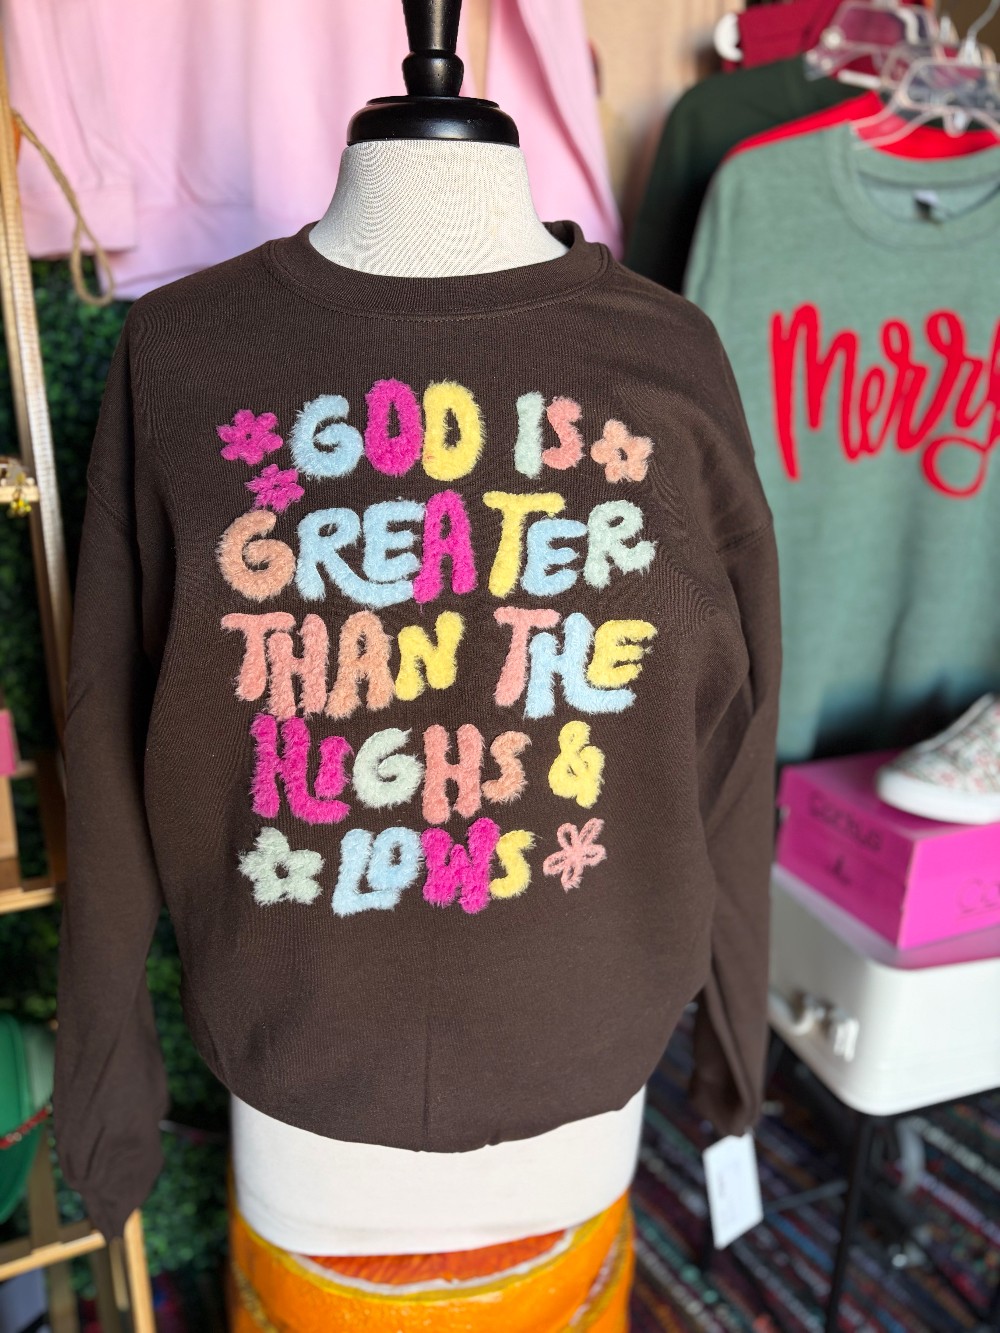 GOD IS
GREATER
THAN THE
HIGHS &
LOWS
Merry